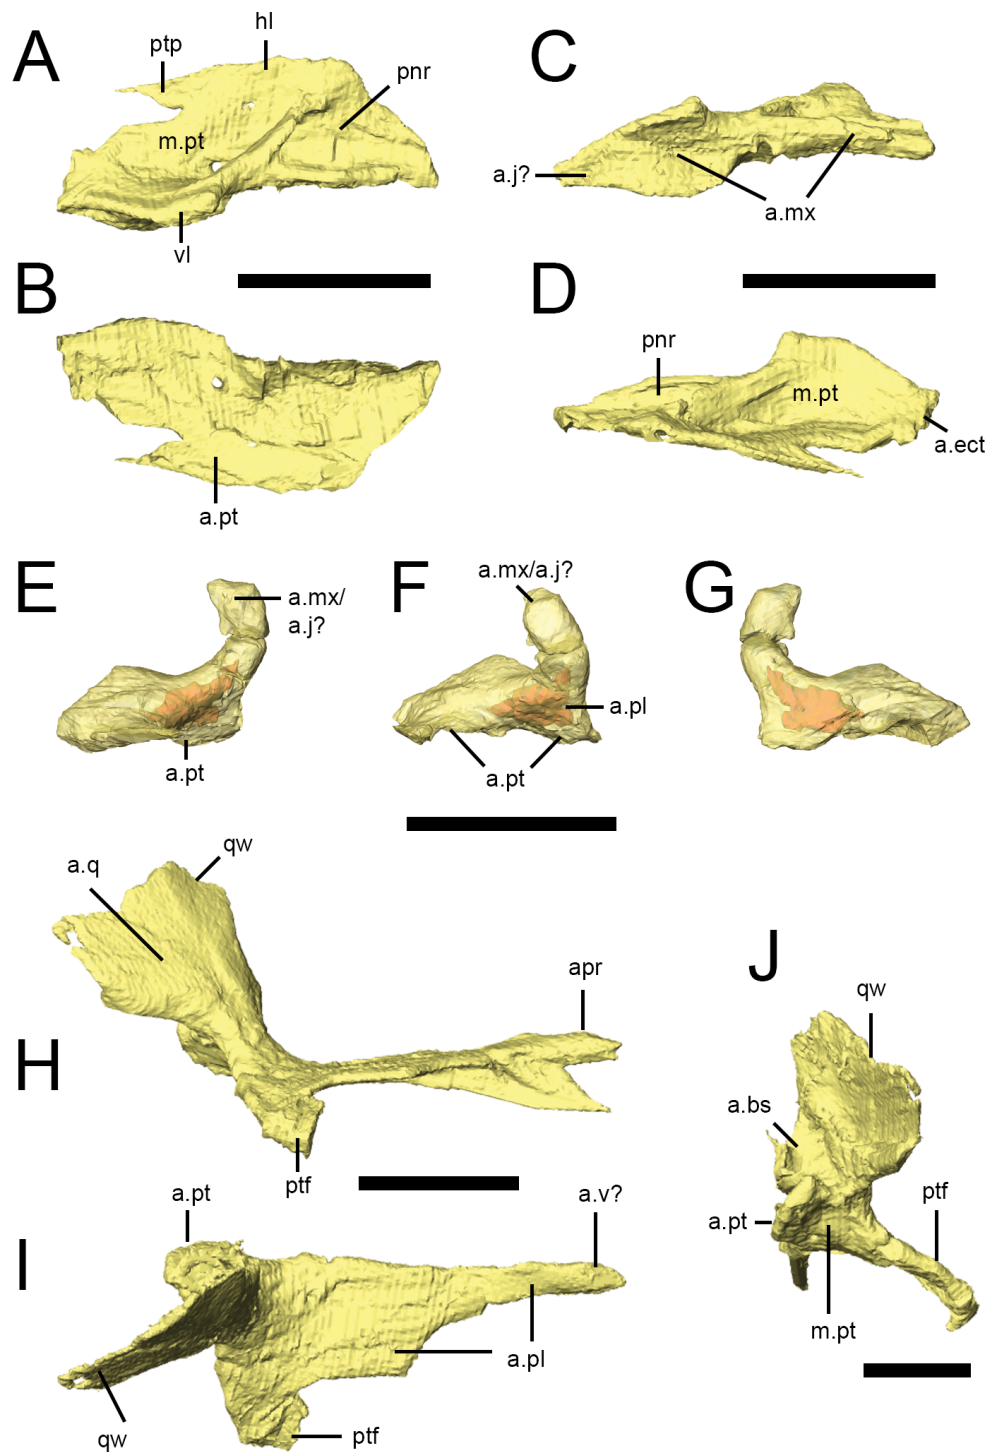 A
ptp
hl
pnr
m.pt
vl
C
a.j?
a.mx
B
a.pt
D
pnr
m.pt
a.ect
E
a.mx/
a.j?
a.pt
F
a.mx/a.j?
a.pl
a.pt
G
H
a.q
qw
apr
ptf
I
a.pt
a.v?
a.pl
qw
ptf
J
qw
a.bs
a.pt
ptf
m.pt